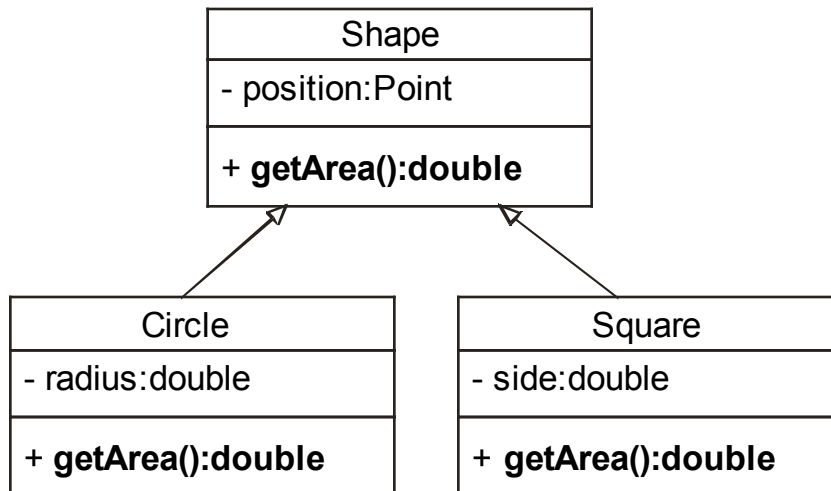 Shape
- position:Point
+ getArea():double
Circle
- radius:double
+ getArea():double
Square
- side:double
+ getArea():double